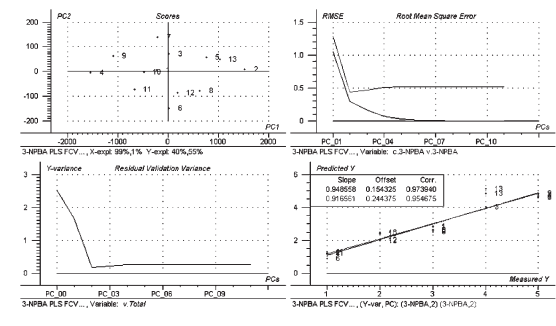 PC2 Scores
200
100
0
-100
-200
7
3
9
5 13
4 10 2
11
12 8
6
PC1
-2000 -1000 0 1000 2000
3-NPBA PLS FCV..., X-expl: 99%,1% Y-expl: 40%,55%
RMSE Root Mean Square Error
1.5
1.0
0.5
0
PCs
PC_01 PC_04 PC_07 PC_10
3-NPBA PLS FCV..., Variable: c.3-NPBA v.3-NPBA
Y-variance Residual Validation Variance
3
2
1
0
PCs
PC_00 PC_03 PC_06 PC_09
3-NPBA PLS FCV..., Variable: v.Total
Predicted Y
6
4
2
0
Slope Offset Corr.
0.948558 0.154325 0.973940
0.916551 0.244375 0.954675
13
13
12
Measured Y
1 2 3 4 5
3-NPBA PLS FCV..., (Y-var, PC): (3-NPBA,2) (3-NPBA,2)